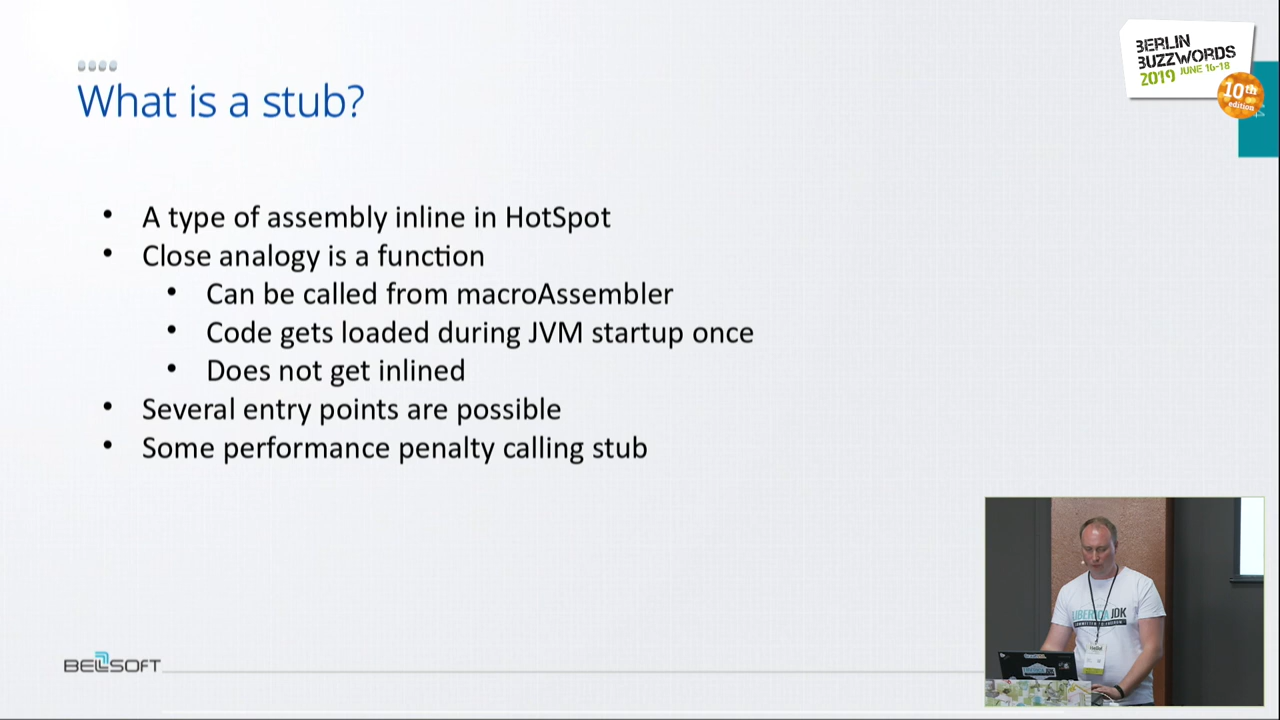 BERLIN
BUZZWORDS
2019 JUNE 16-18
10th
edition
What is a stub?
• A type of assembly inline in HotSpot
• Close analogy is a function
• Can be called from macroAssembler
• Code gets loaded during JVM startup once
• Does not get inlined
• Several entry points are possible
• Some performance penalty calling stub
LIBERICA JDK
BELLSOFT